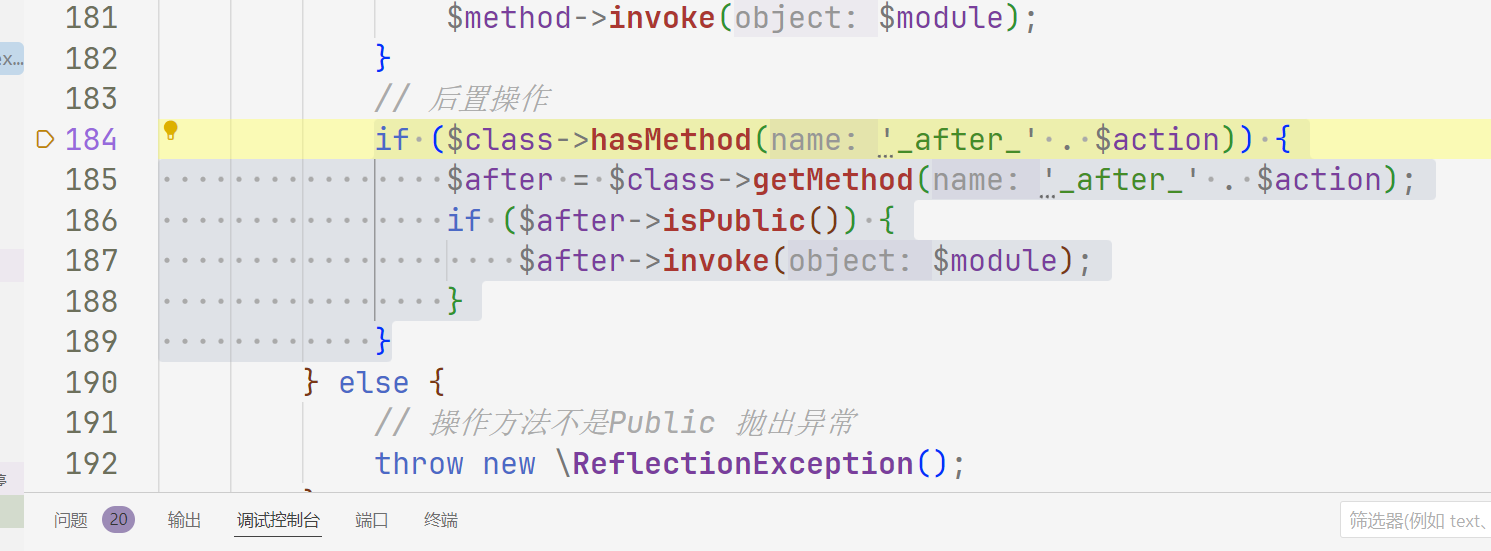 181 $method->invoke(object: $module);
182 }
183 // 后置操作
184 if ($class->hasMethod(name: '_after_' . $action)) {
185 $after = $class->getMethod(name: '_after_' . $action);
186 if ($after->isPublic()) {
187 $after->invoke(object: $module);
188 }
189 }
190 } else {
191 // 操作方法不是Public 抛出异常
192 throw new \ReflectionException();
ex...
停
问题 20 输出 调试控制台 端口 终端 筛选器(例如 text、